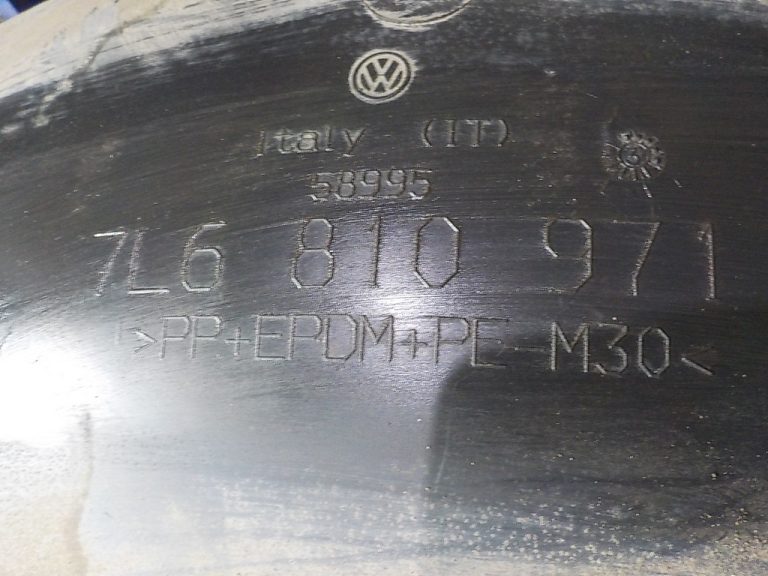 Italy (IT)
58995
7L6 810 971
>PP+EPDM+PE-M30<